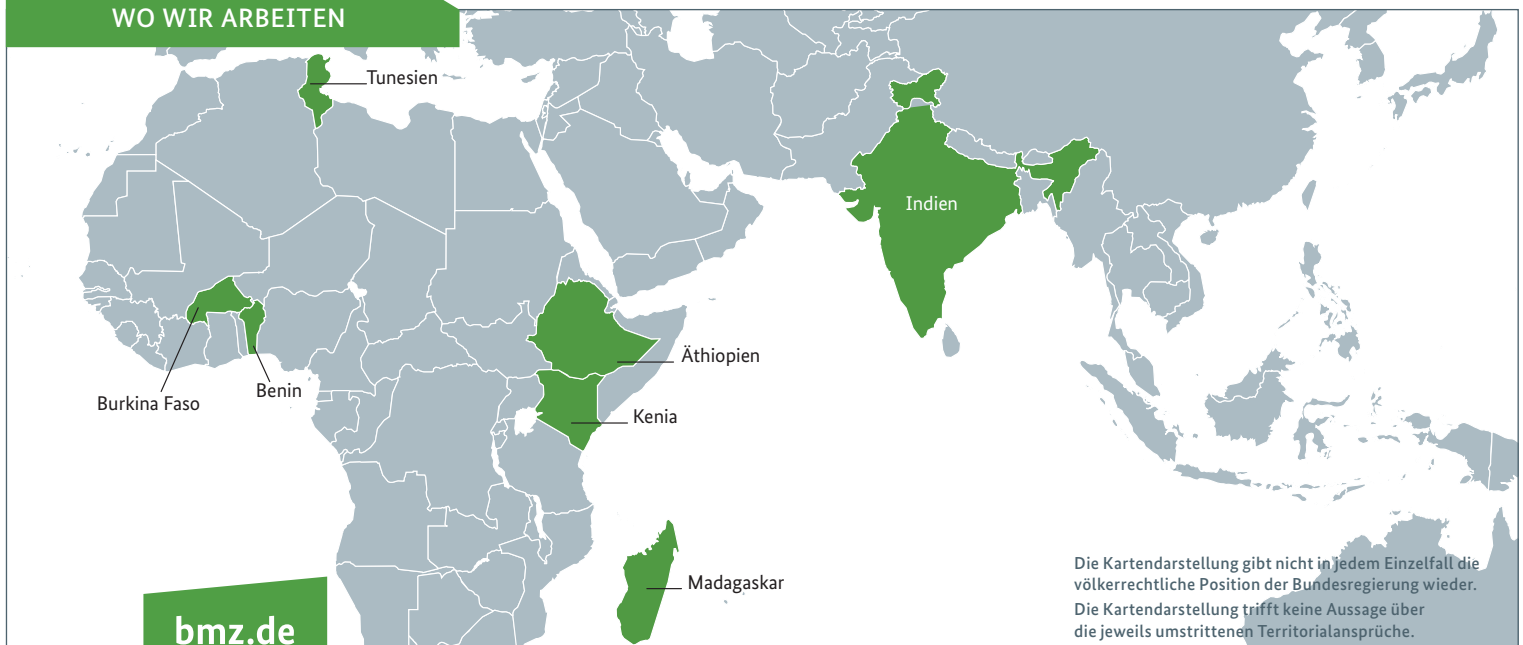 WO WIR ARBEITEN
Tunesien
Indien
Äthiopien
Benin
Burkina Faso
Kenia
Madagaskar
Die Kartendarstellung gibt nicht in jedem Einzelfall die
völkerrechtliche Position der Bundesregierung wieder.
Die Kartendarstellung trifft keine Aussage über
die jeweils umstrittenen Territorialansprüche.
bmz.de